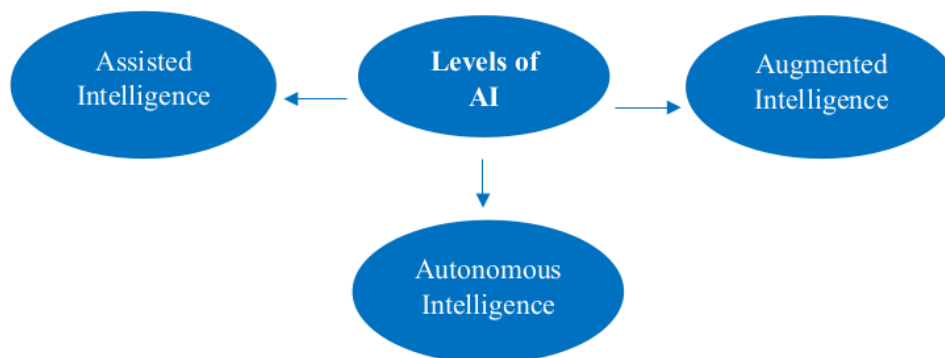 Assisted
Intelligence
Levels of
AI
Augmented
Intelligence
Autonomous
Intelligence